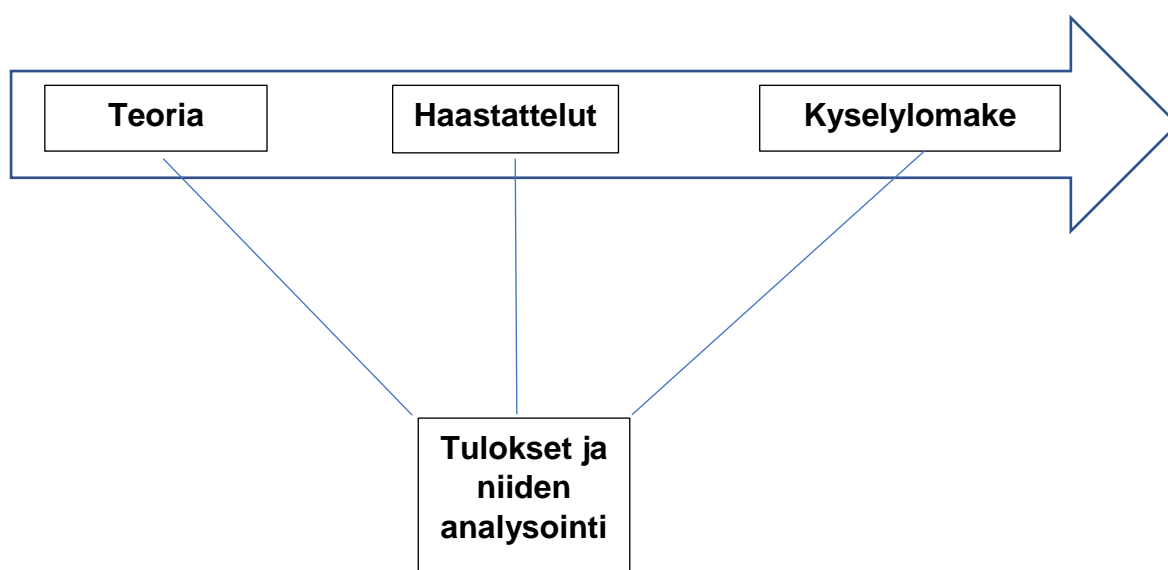 Teoria
Haastattelut
Kyselylomake
Tulokset ja
niiden
analysointi